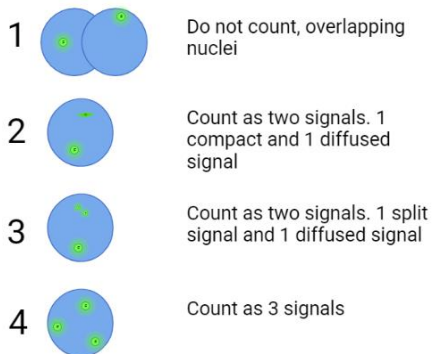 1
Do not count, overlapping
nuclei
2
Count as two signals. 1
compact and 1 diffused
signal
3
Count as two signals. 1 split
signal and 1 diffused signal
4
Count as 3 signals